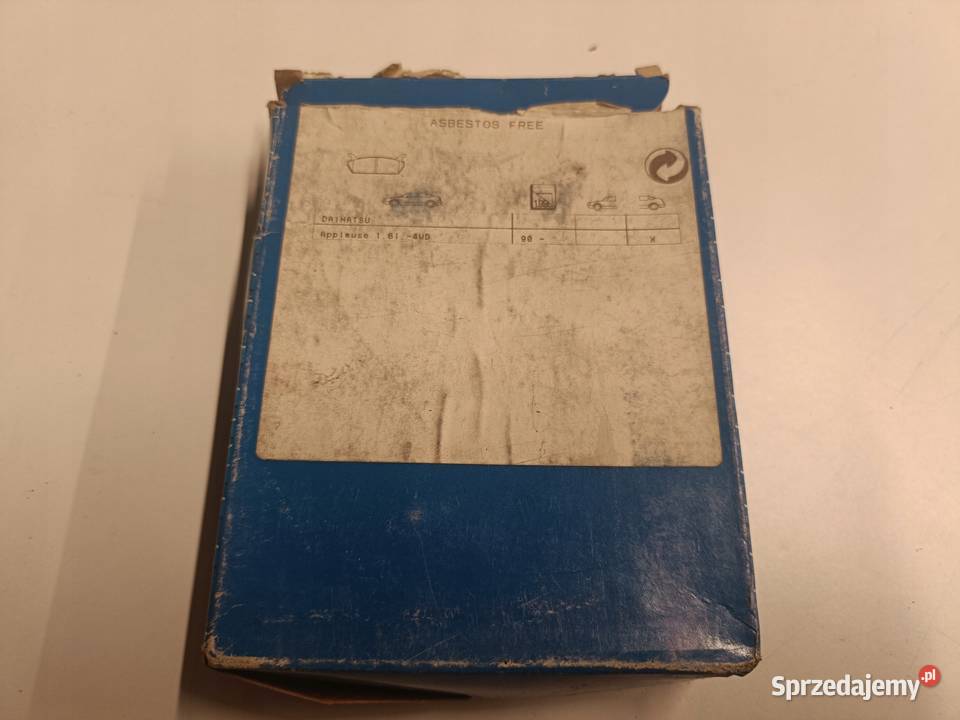 ASBESTOS FREE
DAIHATSU
Applause 1.6i -4WD 90 - X
Sprzedajemy.pl